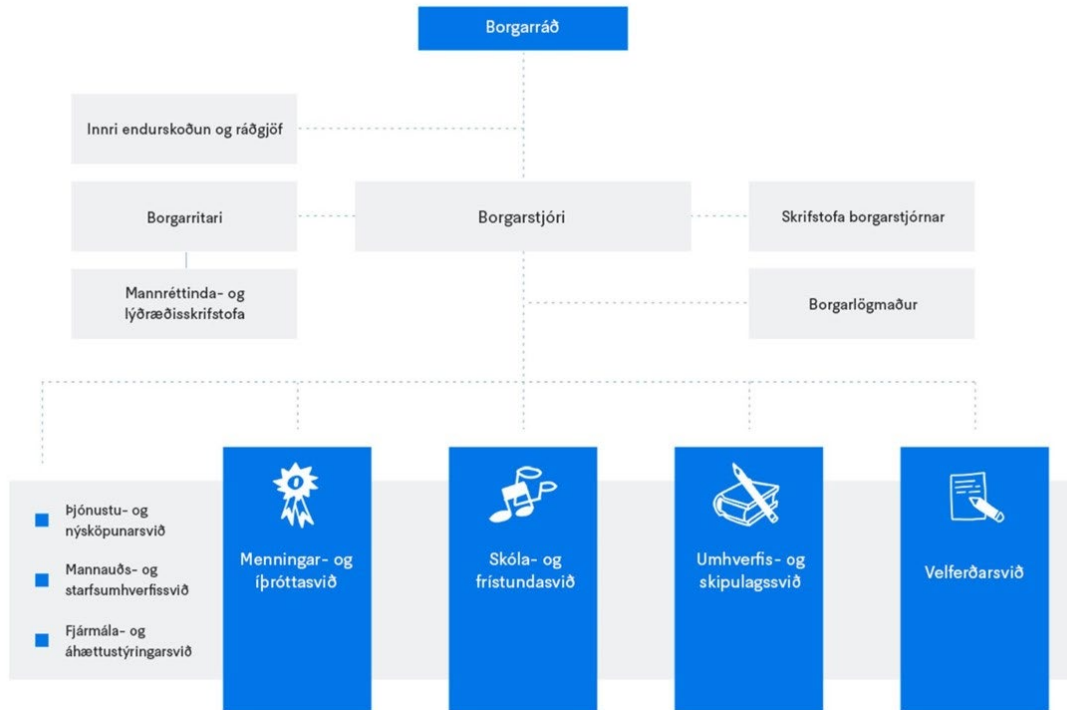 Borgarráð
Innri endurskoðun og ráðgjöf
Borgarritari
Borgarstjóri
Skrifstofa borgarstjórnar
Mannréttinda- og
lýðræðisskrifstofa
Borgarlögmaður
Þjónustu- og
nýsköpunarsvið
Mannauðs- og
starfsumhverfissvið
Fjármála- og
áhættustýringarsvið
Menningar- og
íþróttasvið
Skóla- og
frístundasvið
Umhverfis- og
skipulagssvið
Velferðarsvið